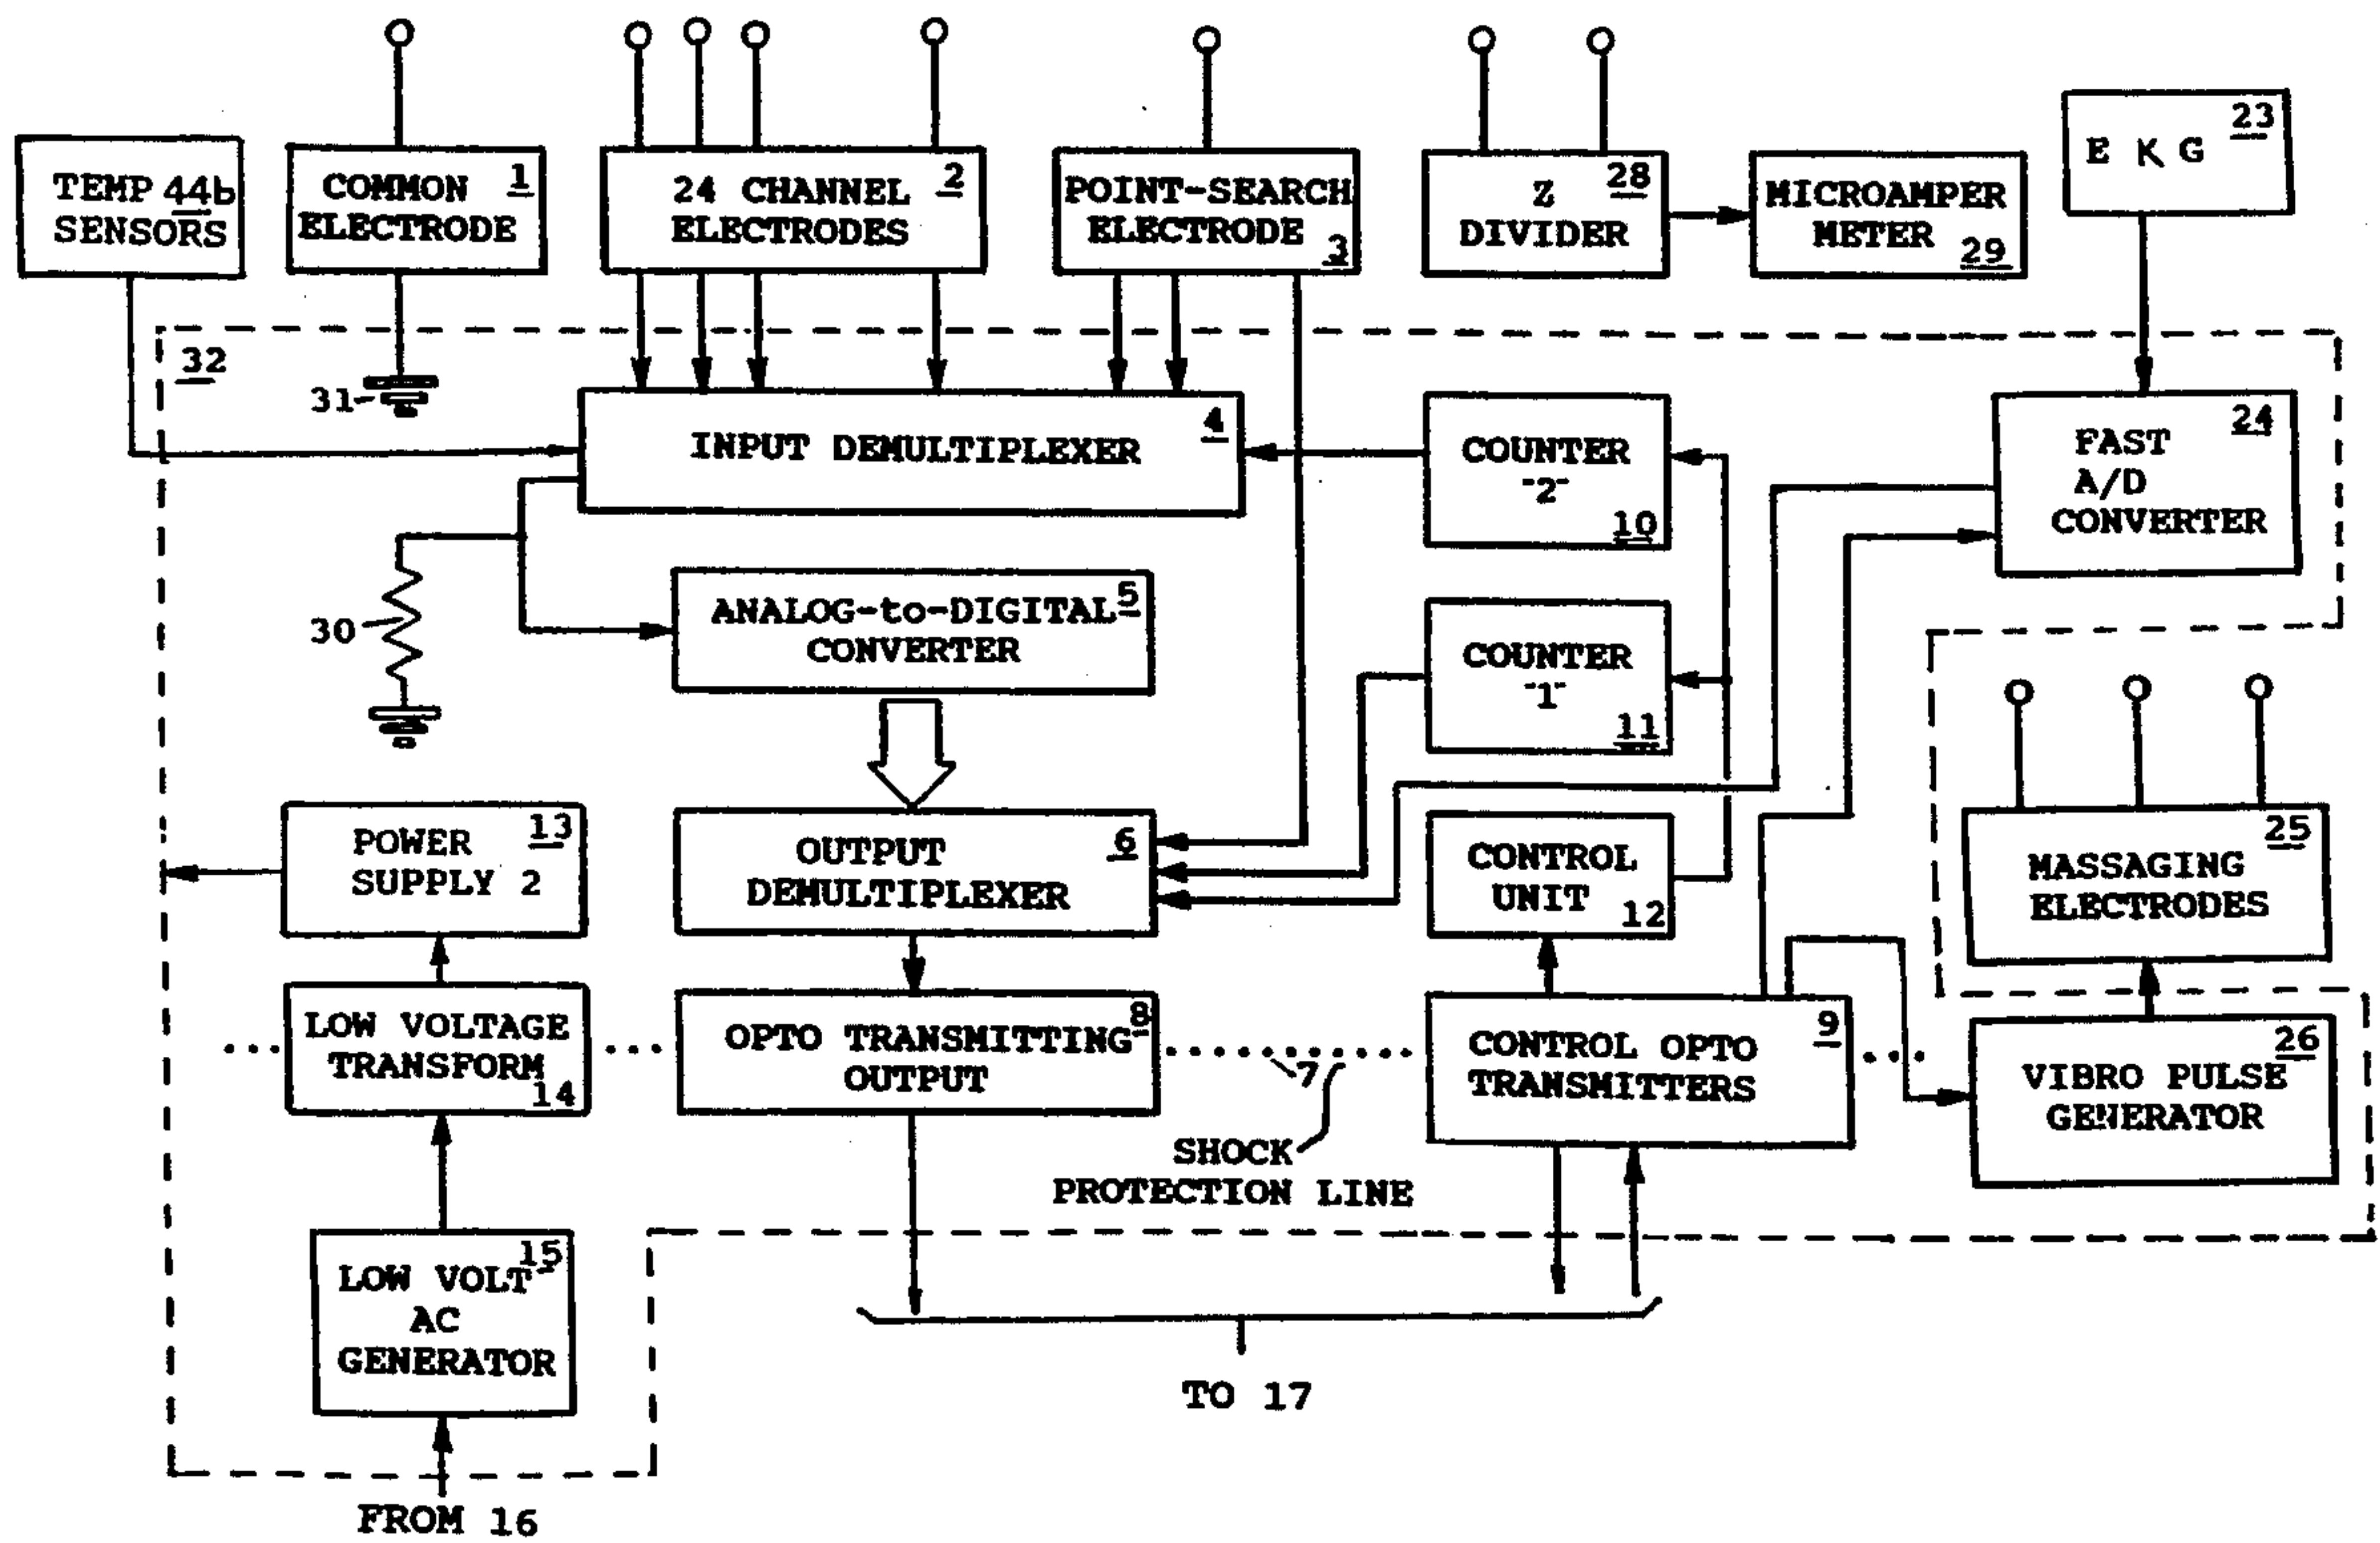 TEMP 44b
SENSORS
COMMON 1
ELECTRODE
24 CHANNEL 2
ELECTRODES
POINT-SEARCH
ELECTRODE 3
Z 28
DIVIDER
MICROAMPER
METER 29
E K G 23
32
31
INPUT DEMULTIPLEXER 4
COUNTER
"2"
10
FAST 24
A/D
CONVERTER
30
ANALOG-to-DIGITAL 5
CONVERTER
COUNTER
"1"
11
POWER 13
SUPPLY 2
OUTPUT 6
DEMULTIPLEXER
CONTROL
UNIT 12
MASSAGING 25
ELECTRODES
LOW VOLTAGE
TRANSFORM
14
OPTO TRANSMITTING 8
OUTPUT
7
SHOCK
PROTECTION LINE
CONTROL OPTO 9
TRANSMITTERS
VIBRO PULSE 26
GENERATOR
LOW VOLT 15
AC
GENERATOR
TO 17
FROM 16